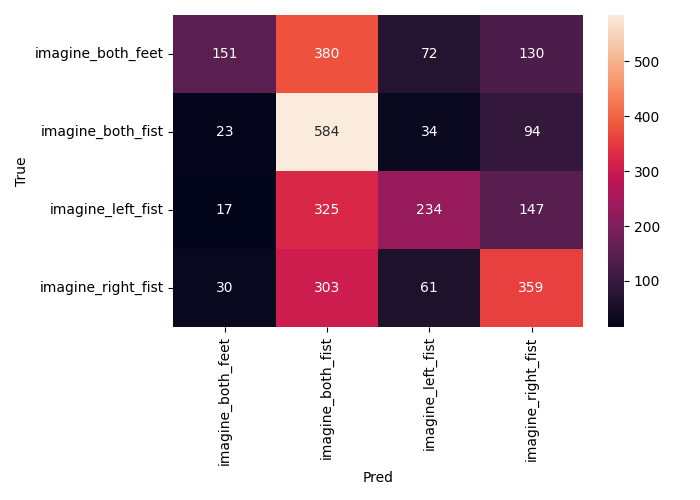 imagine_both_feet 151 380 72 130
imagine_both_fist 23 584 34 94
imagine_left_fist 17 325 234 147
imagine_right_fist 30 303 61 359
True
imagine_both_feet
imagine_both_fist
imagine_left_fist
imagine_right_fist
Pred
500
400
300
200
100